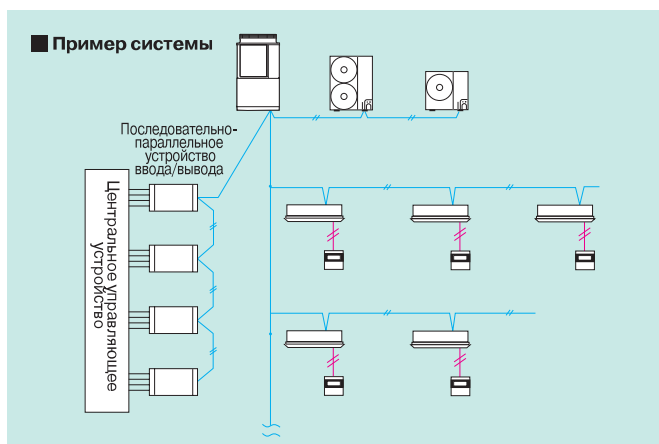 Пример системы
Последовательно-
параллельное
устройство
ввода/вывода
Центральное управляющее
устройство